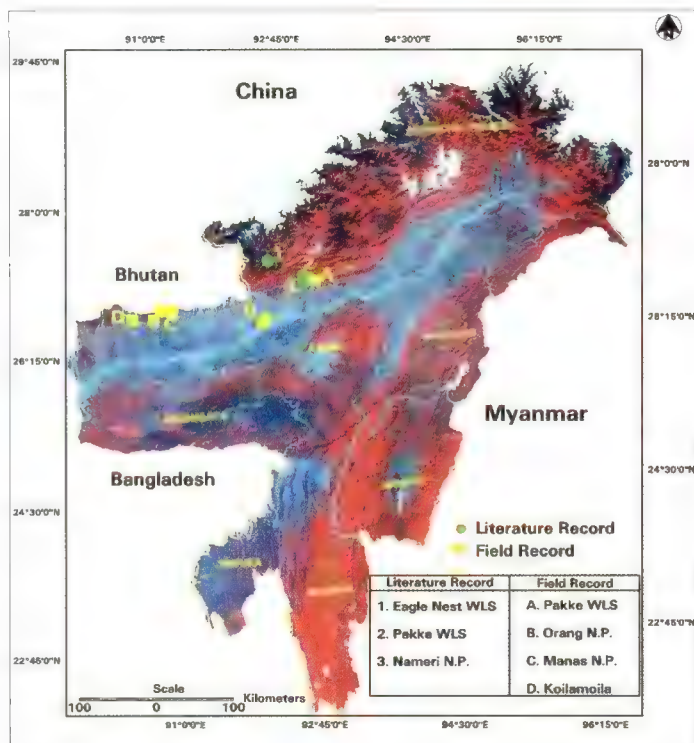 91°0'0"E 92°45'0"E 94°30'0"E 96°15'0"E
29°45'0"N
China
28°0'0"N
28°0'0"N
Bhutan
D
26°15'0"N
26°15'0"N
Myanmar
Bangladesh
24°30'0"N
24°30'0"N
Literature Record
Field Record
Literature Record Field Record
1. Eagle Nest WLS A. Pakke WLS
2. Pakke WLS B. Orang N.P.
3. Nameri N.P. C. Manas N.P.
D. Koilamoila
22°45'0"N
22°45'0"N
Scale
Kilometers
100 0 100
91°0'0"E 92°45'0"E 94°30'0"E 96°15'0"E